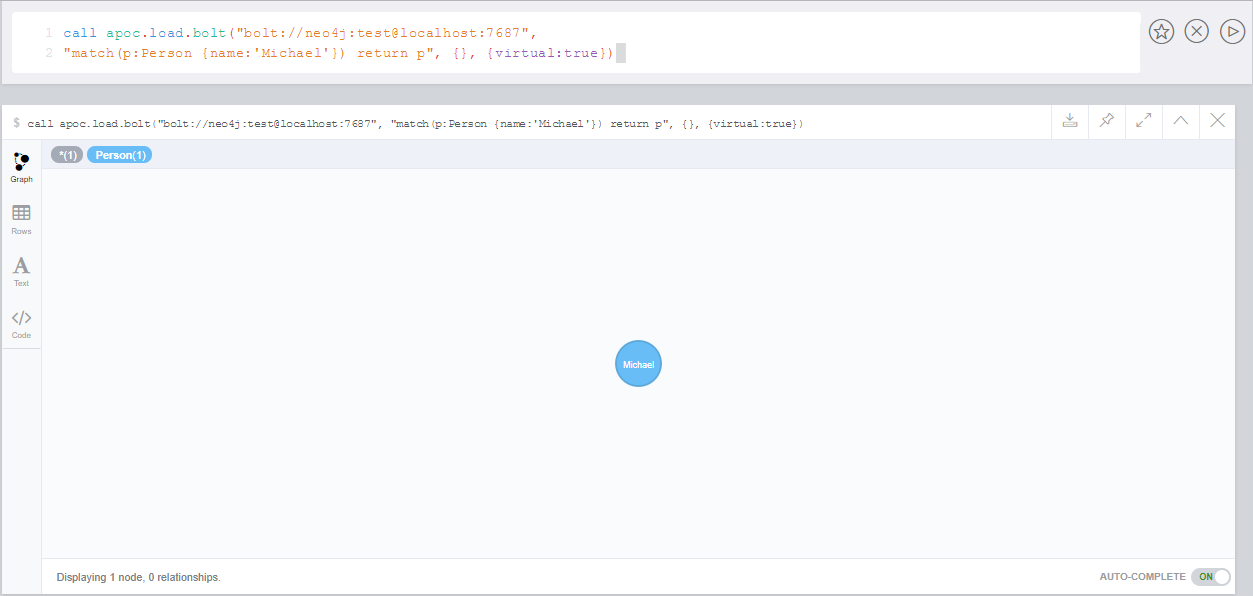 1 call apoc.load.bolt("bolt://neo4j:test@localhost:7687",
2 "match(p:Person {name:'Michael'}) return p", {}, {virtual:true})
$ call apoc.load.bolt("bolt://neo4j:test@localhost:7687", "match(p:Person {name:'Michael'}) return p", {}, {virtual:true})
*(1) Person(1)
Graph
Rows
A
Text
</>
Code
Michael
Displaying 1 node, 0 relationships.
AUTO-COMPLETE ON